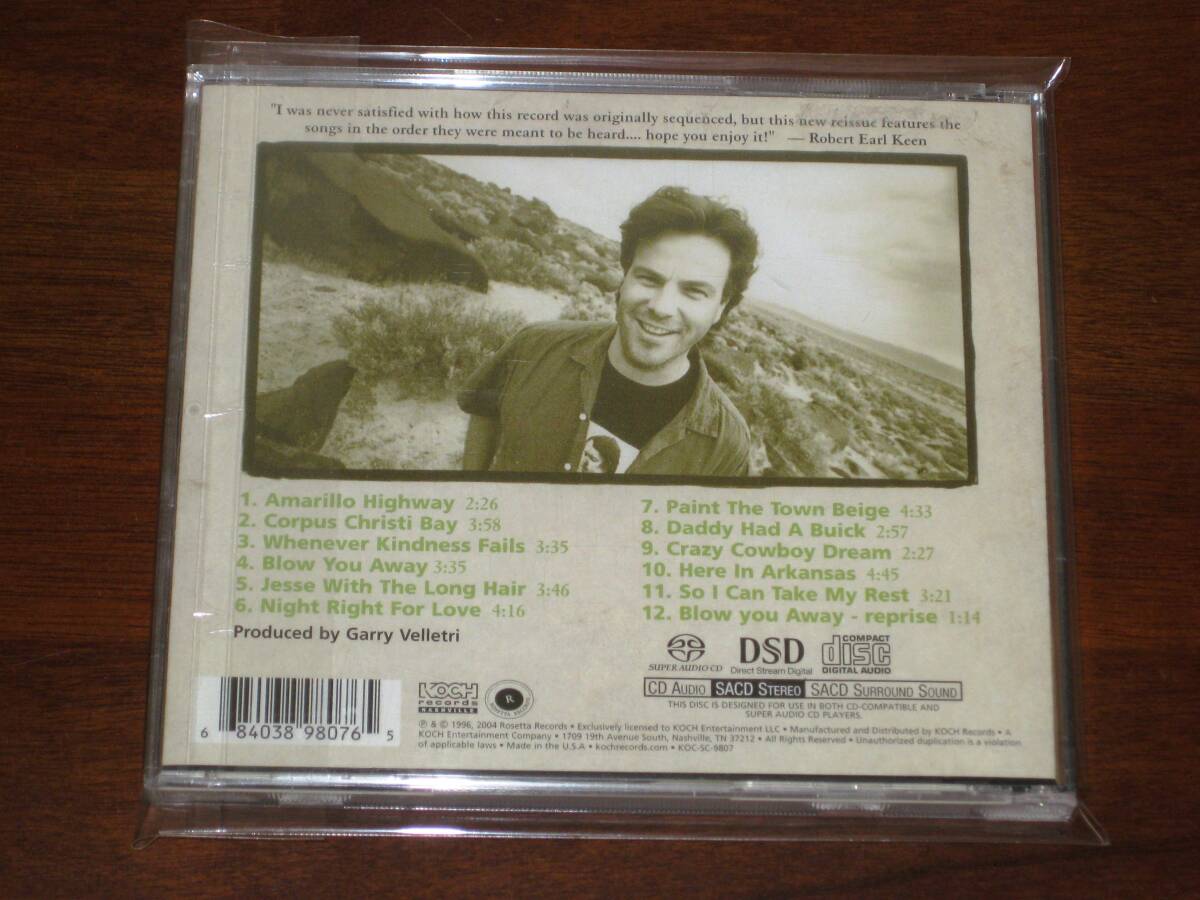 "I was never satisfied with how this record was originally sequenced, but this new reissue features the
songs in the order they were meant to be heard.... hope you enjoy it!" — Robert Earl Keen
1. Amarillo Highway 2:26
2. Corpus Christi Bay 3:58
3. Whenever Kindness Fails 3:35
4. Blow You Away 3:35
5. Jesse With The Long Hair 3:46
6. Night Right For Love 4:16
Produced by Garry Velletri
7. Paint The Town Beige 4:33
8. Daddy Had A Buick 2:57
9. Crazy Cowboy Dream 2:27
10. Here In Arkansas 4:45
11. So I Can Take My Rest 3:21
12. Blow you Away - reprise 1:14
SUPER AUDIO CD
DSD
Direct Stream Digital
COMPACT
disc
DIGITAL AUDIO
CD AUDIO SACD STEREO SACD SURROUND SOUND
THIS DISC IS DESIGNED FOR USE IN BOTH CD-COMPATIBLE AND
SUPER AUDIO CD PLAYERS.
6 84038 98076 5
KOCH
records
NASHVILLE
R
ROSETTA RECORDS
℗ & © 1996, 2004 Rosetta Records • Exclusively licensed to KOCH Entertainment LLC • Manufactured and Distributed by KOCH Records • A
KOCH Entertainment Company • 1709 19th Avenue South, Nashville, TN 37212 • All Rights Reserved • Unauthorized duplication is a violation
of applicable laws • Made in the U.S.A • kochrecords.com • KOC-SC-9807